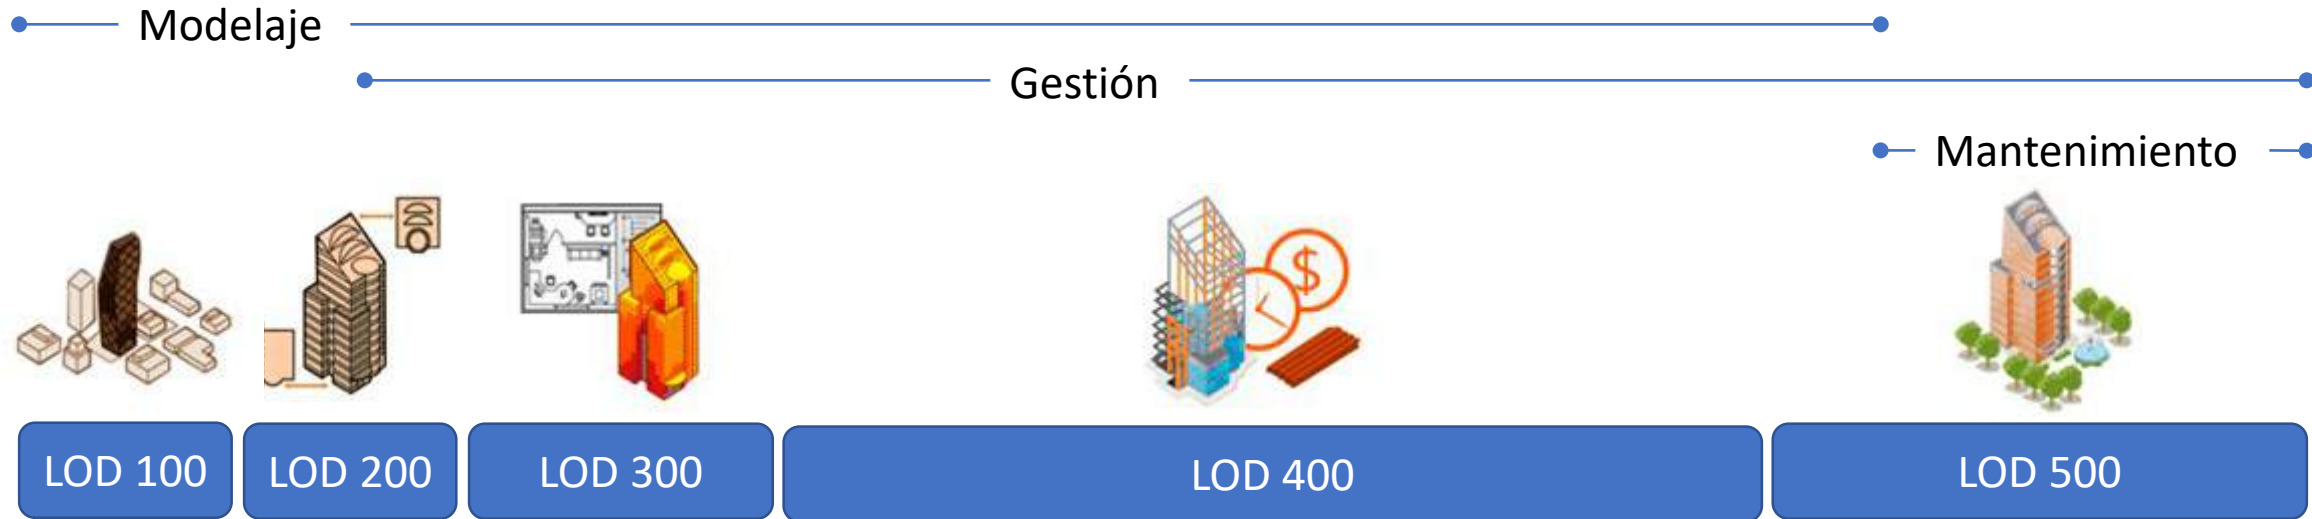 Modelaje
Gestión
Mantenimiento
$
LOD 100
LOD 200
LOD 300
LOD 400
LOD 500